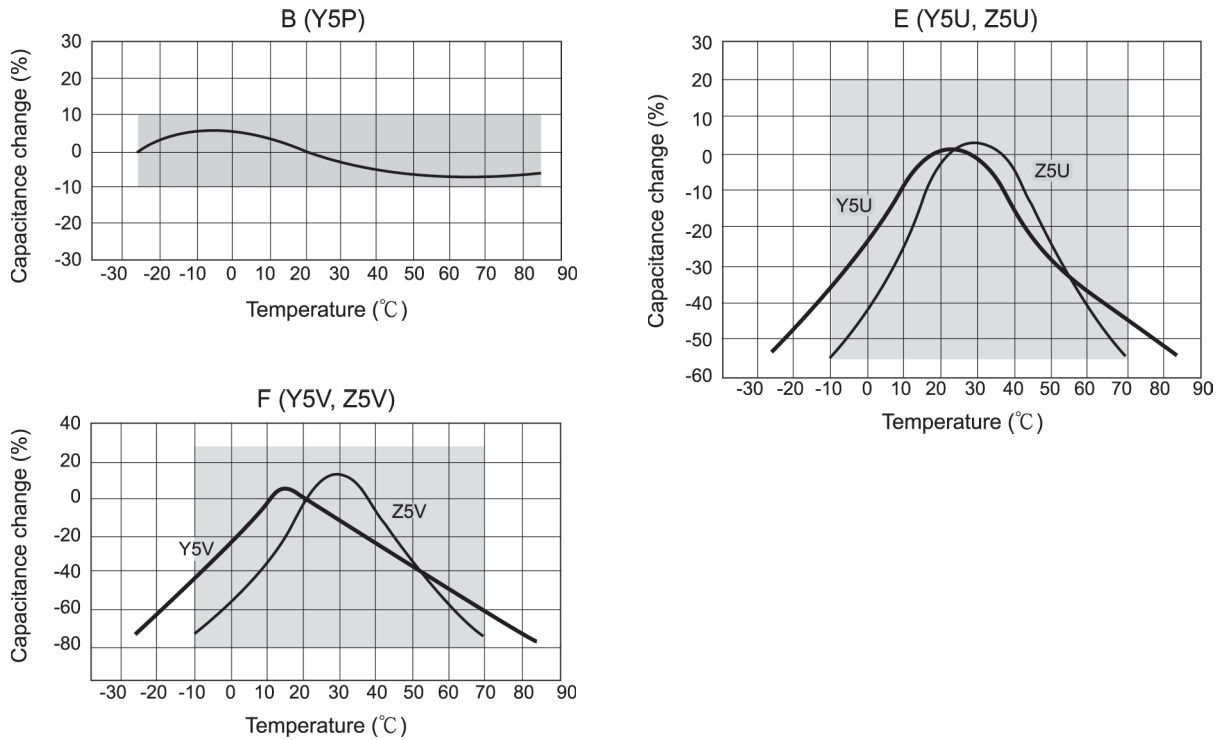 B (Y5P)
Capacitance change (%)
30
20
10
0
-10
-20
-30
-30 -20 -10 0 10 20 30 40 50 60 70 80 90
Temperature (℃)
E (Y5U, Z5U)
Capacitance change (%)
30
20
10
0
-10
-20
-30
-40
-50
-60
Y5U
Z5U
-30 -20 -10 0 10 20 30 40 50 60 70 80 90
Temperature (℃)
F (Y5V, Z5V)
Capacitance change (%)
40
20
0
-20
-40
-60
-80
Y5V
Z5V
-30 -20 -10 0 10 20 30 40 50 60 70 80 90
Temperature (℃)